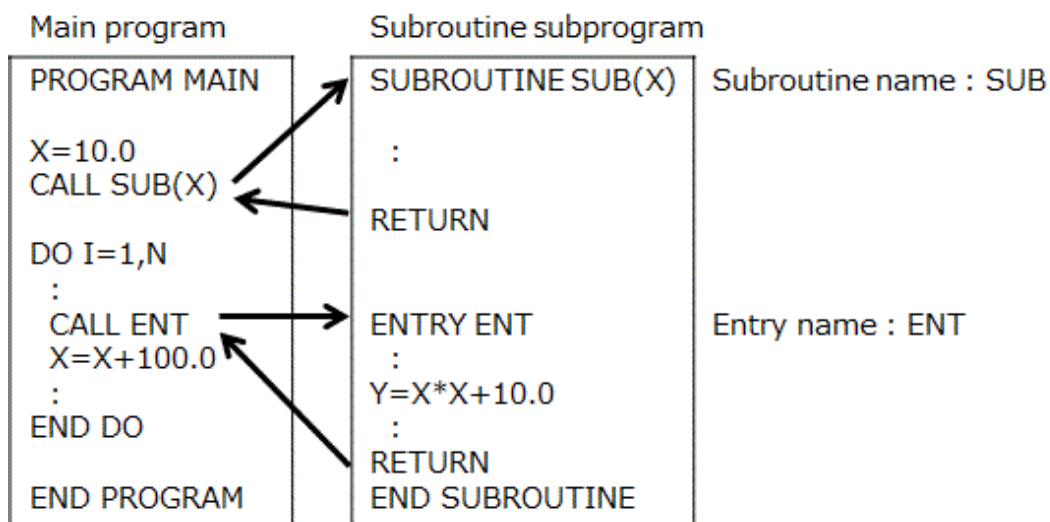 Main program
PROGRAM MAIN
X=10.0
CALL SUB(X)
DO I=1,N
:
CALL ENT
X=X+100.0
:
END DO
END PROGRAM
Subroutine subprogram
SUBROUTINE SUB(X)
:
RETURN
ENTRY ENT
:
Y=X*X+10.0
:
RETURN
END SUBROUTINE
Subroutine name : SUB
Entry name : ENT